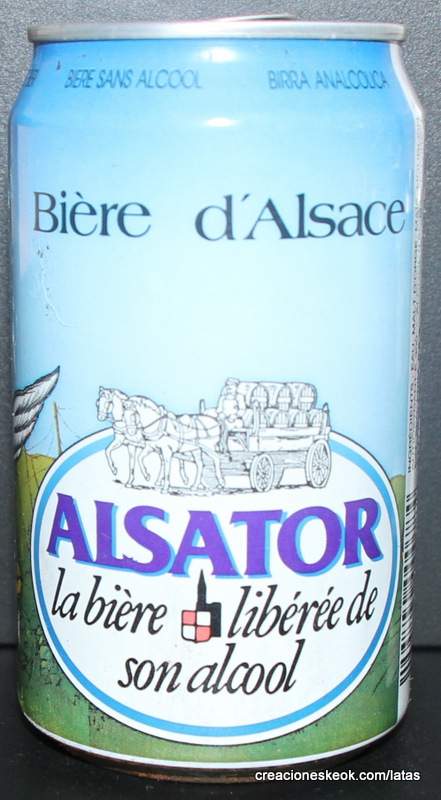 BIERE SANS ALCOOL BIRRA ANALCOLICA
Bière d'Alsace
ALSATOR
la bière libérée de
son alcool
creacioneskeok.com/latas